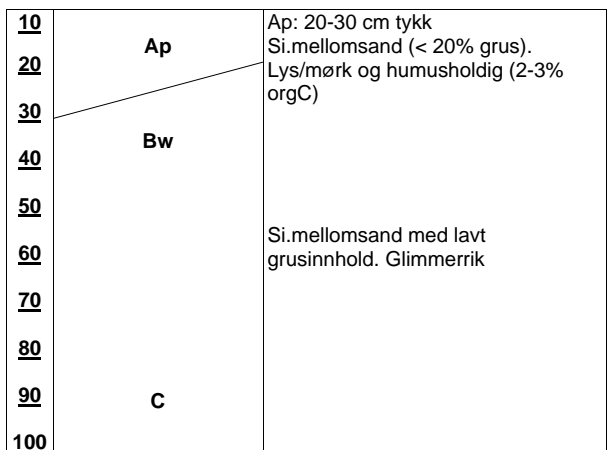 10
20
30
40
50
60
70
80
90
100
Ap
Bw
C
Ap: 20-30 cm tykk
Si.mellomsand (< 20% grus).
Lys/mørk og humusholdig (2-3%
orgC)
Si.mellomsand med lavt
grusinnhold. Glimmerrik